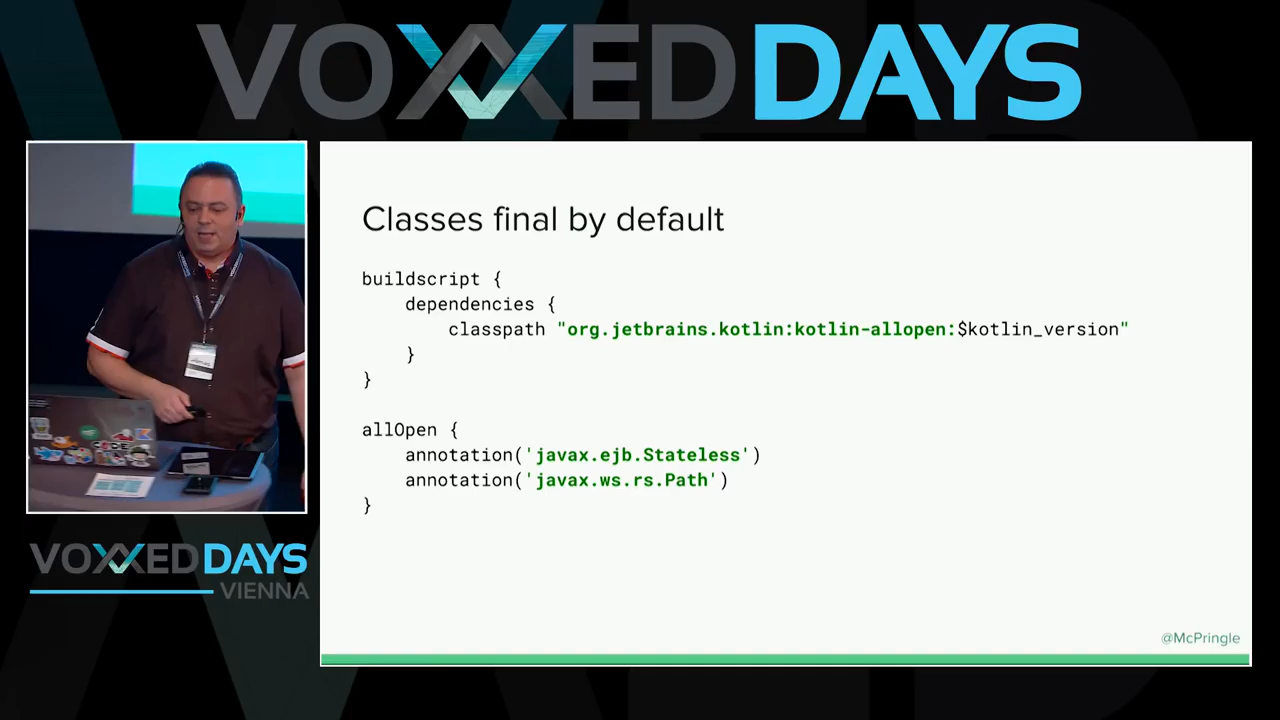 VOXXED DAYS
Classes final by default
buildscript {
    dependencies {
        classpath "org.jetbrains.kotlin:kotlin-allopen:$kotlin_version"
    }
}
allOpen {
    annotation('javax.ejb.Stateless')
    annotation('javax.ws.rs.Path')
}
VOXXED DAYS
VIENNA
@McPringle